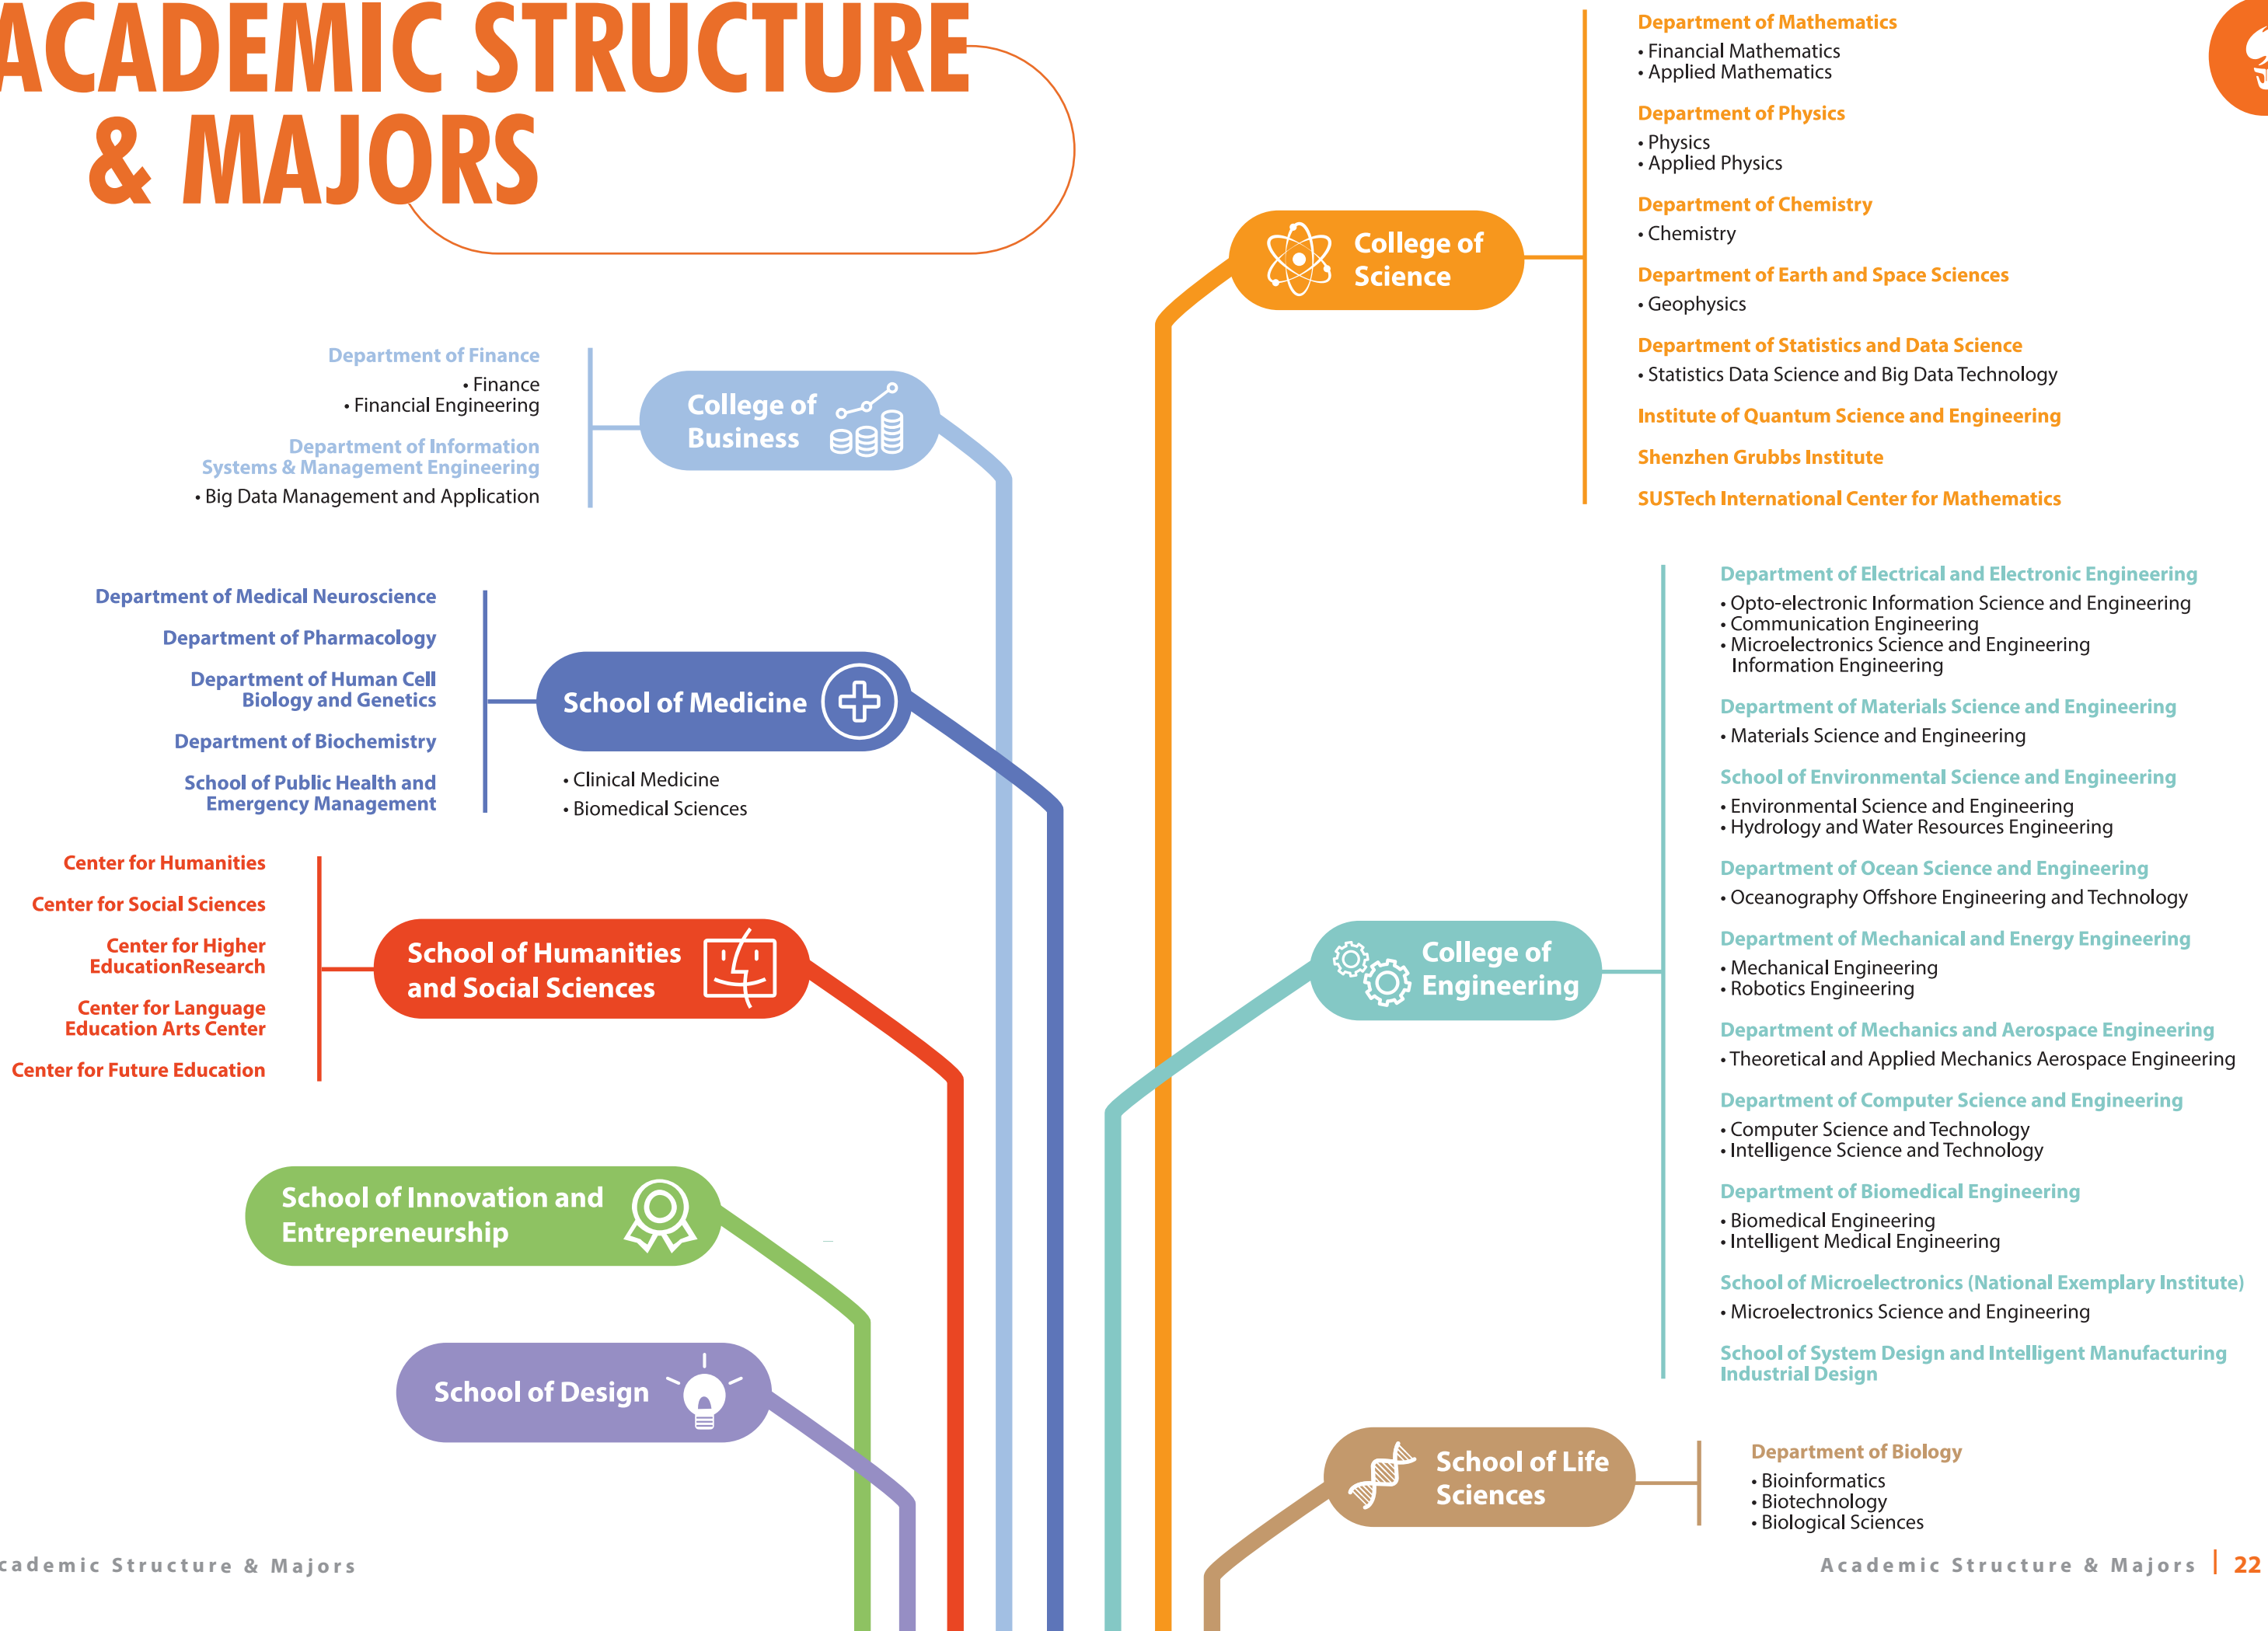 ACADEMIC STRUCTURE
& MAJORS
Department of Finance
• Finance
• Financial Engineering
Department of Information
Systems & Management Engineering
• Big Data Management and Application
College of
Business
Department of Medical Neuroscience
Department of Pharmacology
Department of Human Cell
Biology and Genetics
Department of Biochemistry
School of Public Health and
Emergency Management
School of Medicine
• Clinical Medicine
• Biomedical Sciences
Center for Humanities
Center for Social Sciences
Center for Higher
EducationResearch
Center for Language
Education Arts Center
Center for Future Education
School of Humanities
and Social Sciences
School of Innovation and
Entrepreneurship
School of Design
College of
Science
Department of Mathematics
• Financial Mathematics
• Applied Mathematics
Department of Physics
• Physics
• Applied Physics
Department of Chemistry
• Chemistry
Department of Earth and Space Sciences
• Geophysics
Department of Statistics and Data Science
• Statistics Data Science and Big Data Technology
Institute of Quantum Science and Engineering
Shenzhen Grubbs Institute
SUSTech International Center for Mathematics
College of
Engineering
Department of Electrical and Electronic Engineering
• Opto-electronic Information Science and Engineering
• Communication Engineering
• Microelectronics Science and Engineering
Information Engineering
Department of Materials Science and Engineering
• Materials Science and Engineering
School of Environmental Science and Engineering
• Environmental Science and Engineering
• Hydrology and Water Resources Engineering
Department of Ocean Science and Engineering
• Oceanography Offshore Engineering and Technology
Department of Mechanical and Energy Engineering
• Mechanical Engineering
• Robotics Engineering
Department of Mechanics and Aerospace Engineering
• Theoretical and Applied Mechanics Aerospace Engineering
Department of Computer Science and Engineering
• Computer Science and Technology
• Intelligence Science and Technology
Department of Biomedical Engineering
• Biomedical Engineering
• Intelligent Medical Engineering
School of Microelectronics (National Exemplary Institute)
• Microelectronics Science and Engineering
School of System Design and Intelligent Manufacturing
Industrial Design
School of Life
Sciences
Department of Biology
• Bioinformatics
• Biotechnology
• Biological Sciences
cademic Structure & Majors
Academic Structure & Majors | 22